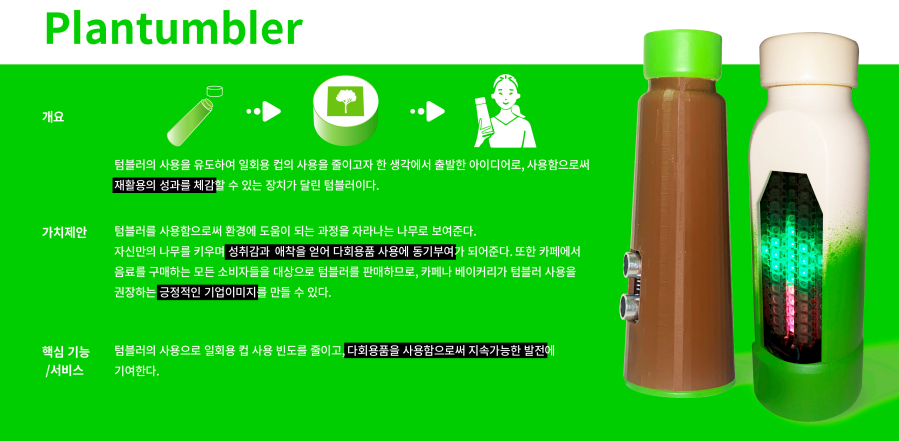 Plantumbler
개요
텀블러의 사용을 유도하여 일회용 컵의 사용을 줄이고자 한 생각에서 출발한 아이디어로, 사용함으로써
재활용의 성과를 체감할 수 있는 장치가 달린 텀블러이다.
가치제안
텀블러를 사용함으로써 환경에 도움이 되는 과정을 자라나는 나무로 보여준다.
자신만의 나무를 키우며 성취감과 애착을 얻어 다회용품 사용에 동기부여가 되어준다. 또한 카페에서
음료를 구매하는 모든 소비자들을 대상으로 텀블러를 판매하므로, 카페나 베이커리가 텀블러 사용을
권장하는 긍정적인 기업이미지를 만들 수 있다.
핵심 기능
/서비스
텀블러의 사용으로 일회용 컵 사용 빈도를 줄이고, 다회용품을 사용함으로써 지속가능한 발전에
기여한다.